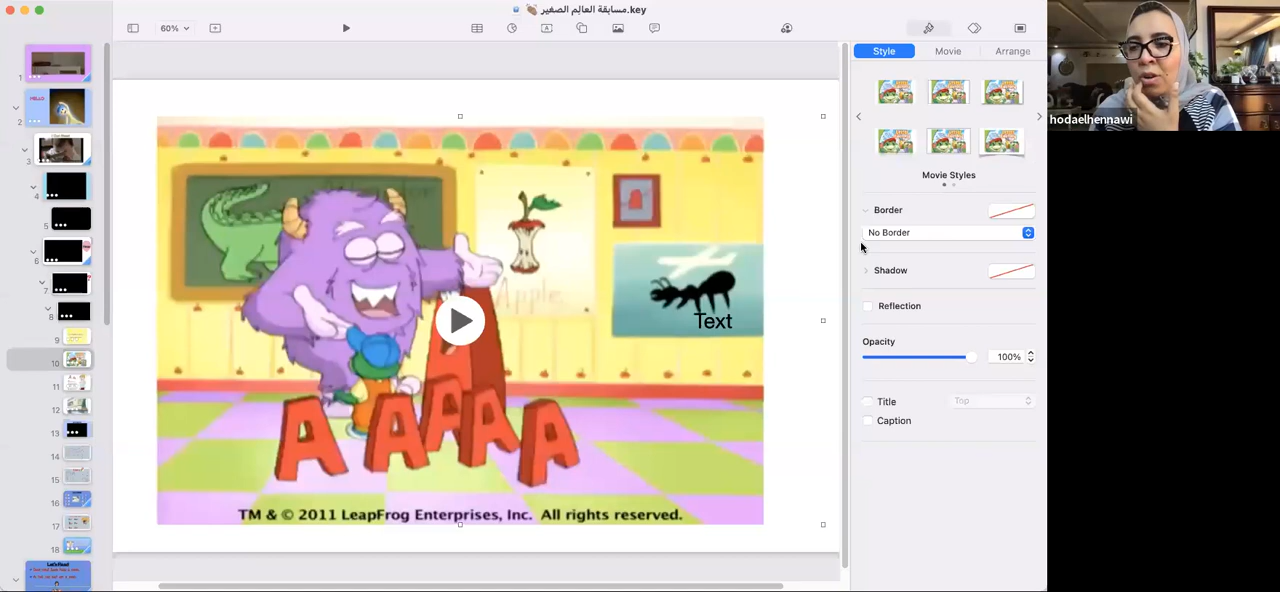 مسابقة العالِم الصغير.key
60%
Style
Movie
Arrange
hodaelhennawi
Movie Styles
Border
No Border
Shadow
Reflection
Opacity
100%
Title
Top
Caption
Apple
Text
A A A A A
TM & © 2011 LeapFrog Enterprises, Inc. All rights reserved.
1
2
3
4
5
6
7
8
9
10
11
12
13
14
15
16
17
18
HELLO
Let's Read